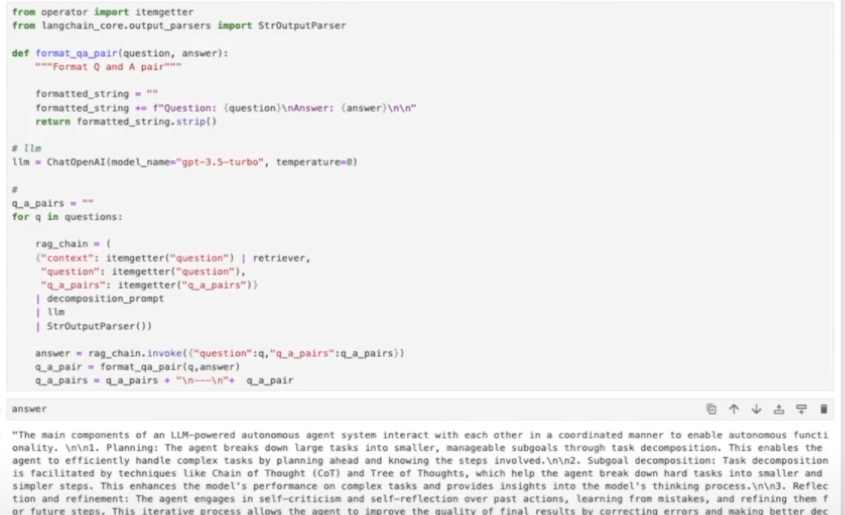 from operator import itemgetter
from langchain_core.output_parsers import StrOutputParser
def format_qa_pair(question, answer):
"""Format Q and A pair"""
formatted_string = ""
formatted_string += f"Question: {question}\nAnswer: {answer}\n\n"
return formatted_string.strip()
# llm
llm = ChatOpenAI(model_name="gpt-3.5-turbo", temperature=0)
#
q_a_pairs = ""
for q in questions:
rag_chain = (
{"context": itemgetter("question") | retriever,
"question": itemgetter("question"),
"q_a_pairs": itemgetter("q_a_pairs")}
| decomposition_prompt
| llm
| StrOutputParser())
answer = rag_chain.invoke({"question":q,"q_a_pairs":q_a_pairs})
q_a_pair = format_qa_pair(q,answer)
q_a_pairs = q_a_pairs + "\n---\n"+ q_a_pair
answer
"The main components of an LLM-powered autonomous agent system interact with each other in a coordinated manner to enable autonomous functi
onality. \n\n1. Planning: The agent breaks down large tasks into smaller, manageable subgoals through task decomposition. This enables the
agent to efficiently handle complex tasks by planning ahead and knowing the steps involved.\n\n2. Subgoal decomposition: Task decomposition
is facilitated by techniques like Chain of Thought (CoT) and Tree of Thoughts, which help the agent break down hard tasks into smaller and
simpler steps. This enhances the model's performance on complex tasks and provides insights into the model's thinking process.\n\n3. Reflec
tion and refinement: The agent engages in self-criticism and self-reflection over past actions, learning from mistakes, and refining them f
or future steps. This iterative process allows the agent to improve the quality of final results by correcting errors and making better dec